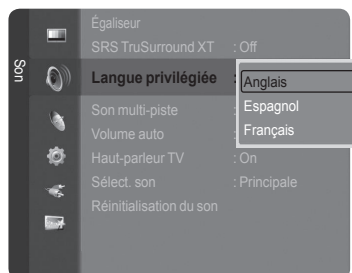 Son
Égaliseur
SRS TruSurround XT : Off
Langue privilégiée :
Anglais
Espagnol
Français
Son multi-piste :
Volume auto :
Haut-parleur TV : On
Sélect. son : Principale
Réinitialisation du son